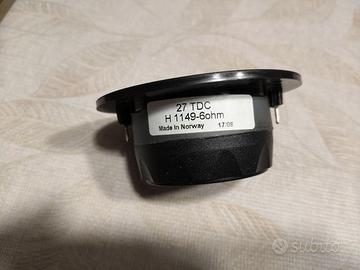 27 TDC
H 1149-6ohm
Made in Norway 17/08
subito